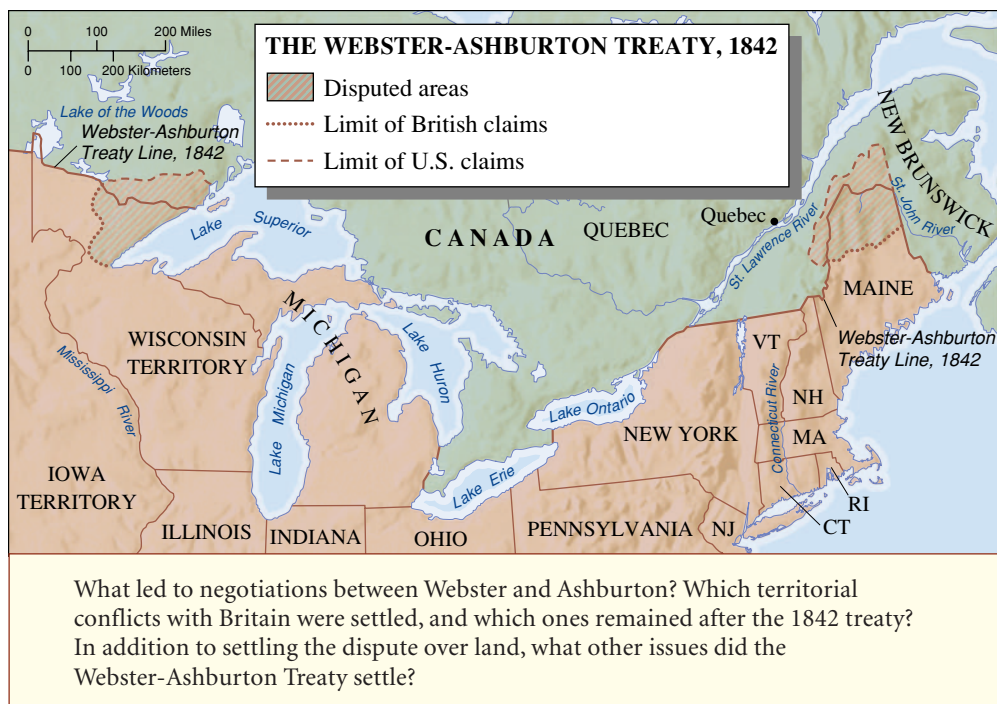 0 100 200 Miles
0 100 200 Kilometers
THE WEBSTER-ASHBURTON TREATY, 1842
Disputed areas
Limit of British claims
Limit of U.S. claims
Lake of the Woods
Webster-Ashburton
Treaty Line, 1842
Lake Superior
CANADA
QUEBEC
Quebec
St. Lawrence River
NEW BRUNSWICK
St. John River
MAINE
Webster-Ashburton
Treaty Line, 1842
WISCONSIN
TERRITORY
MICHIGAN
Lake Michigan
Lake Huron
Lake Ontario
Lake Erie
Mississippi River
IOWA
TERRITORY
ILLINOIS
INDIANA
OHIO
PENNSYLVANIA
NEW YORK
NJ
VT
NH
MA
Connecticut River
RI
CT
What led to negotiations between Webster and Ashburton? Which territorial
conflicts with Britain were settled, and which ones remained after the 1842 treaty?
In addition to settling the dispute over land, what other issues did the
Webster-Ashburton Treaty settle?